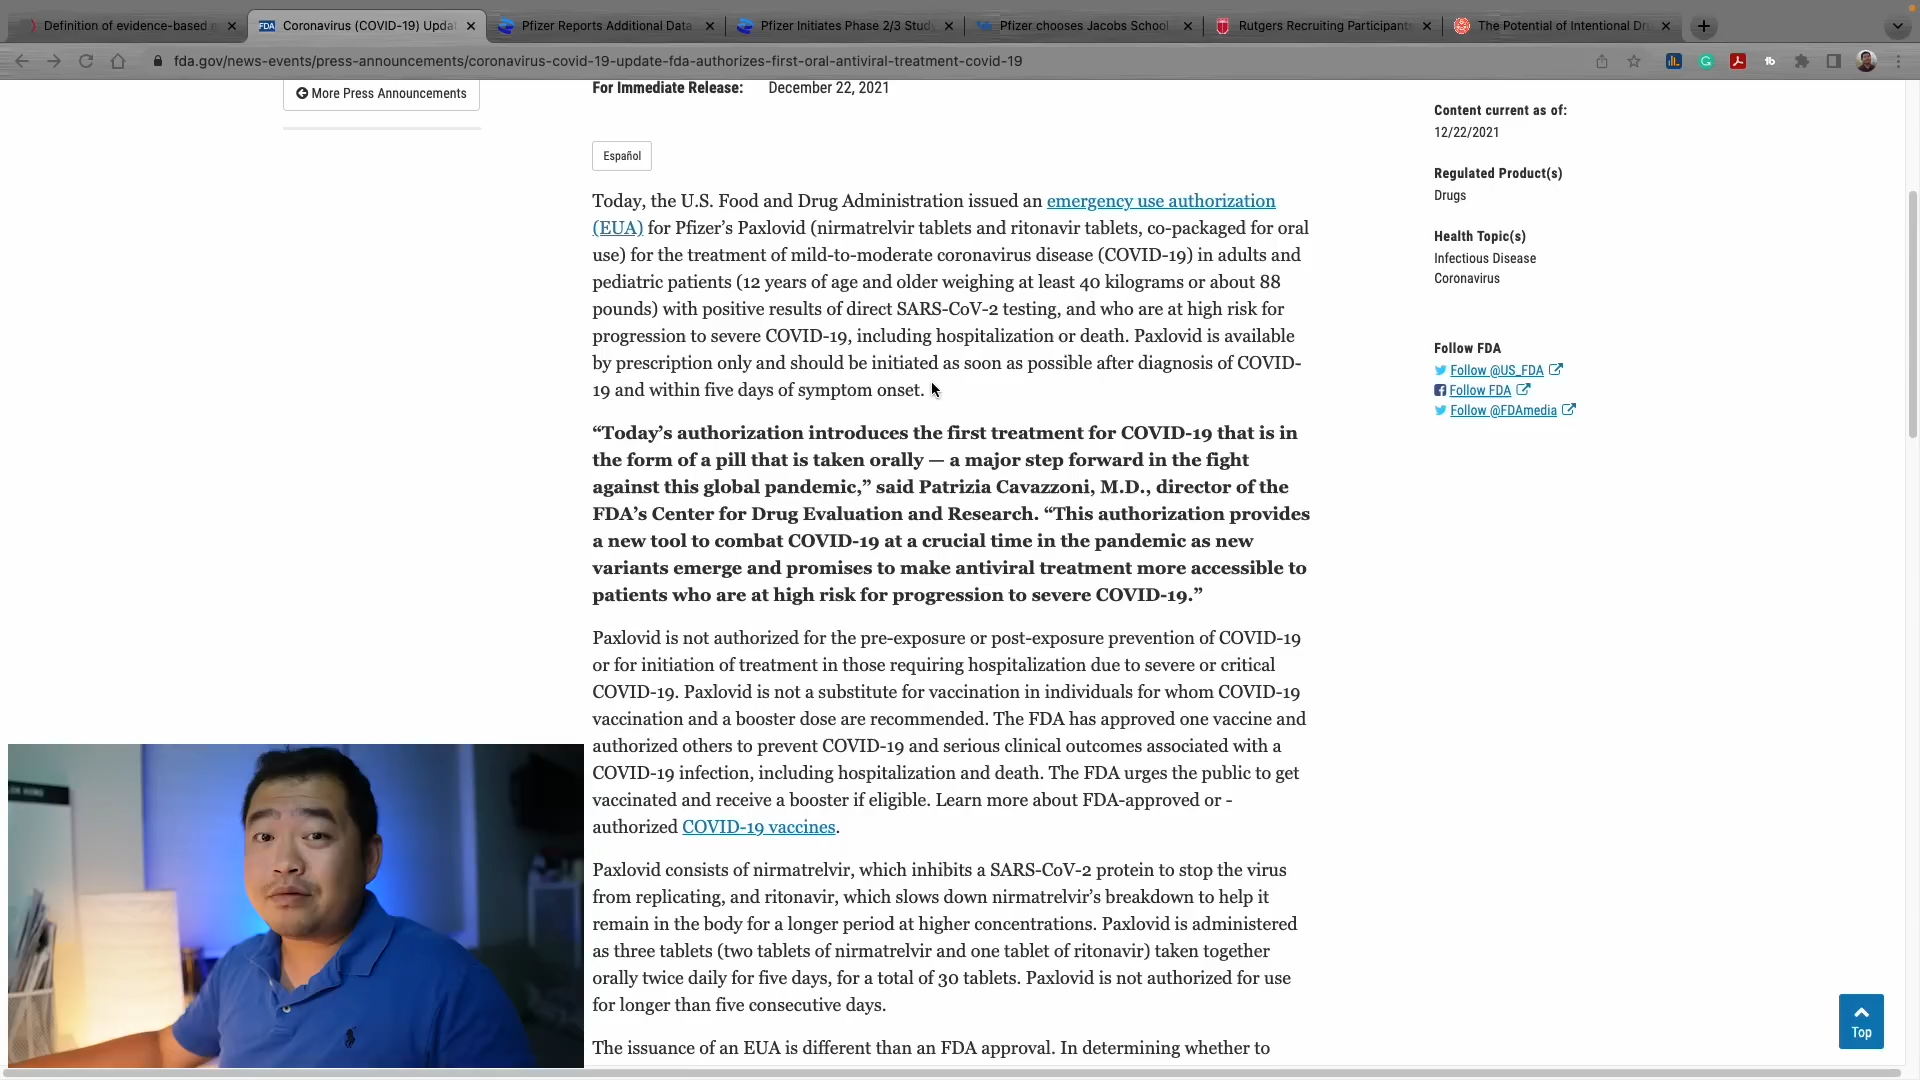 Definition of evidence-based
Coronavirus (COVID-19) Upda
Pfizer Reports Additional Data
Pfizer Initiates Phase 2/3 Study
Pfizer chooses Jacobs School
Rutgers Recruiting Participants
The Potential of Intentional Dr
fda.gov/news-events/press-announcements/coronavirus-covid-19-update-fda-authorizes-first-oral-antiviral-treatment-covid-19
More Press Announcements
For Immediate Release: December 22, 2021
Español
Today, the U.S. Food and Drug Administration issued an emergency use authorization
(EUA) for Pfizer’s Paxlovid (nirmatrelvir tablets and ritonavir tablets, co-packaged for oral
use) for the treatment of mild-to-moderate coronavirus disease (COVID-19) in adults and
pediatric patients (12 years of age and older weighing at least 40 kilograms or about 88
pounds) with positive results of direct SARS-CoV-2 testing, and who are at high risk for
progression to severe COVID-19, including hospitalization or death. Paxlovid is available
by prescription only and should be initiated as soon as possible after diagnosis of COVID-
19 and within five days of symptom onset.
“Today’s authorization introduces the first treatment for COVID-19 that is in
the form of a pill that is taken orally — a major step forward in the fight
against this global pandemic,” said Patrizia Cavazzoni, M.D., director of the
FDA’s Center for Drug Evaluation and Research. “This authorization provides
a new tool to combat COVID-19 at a crucial time in the pandemic as new
variants emerge and promises to make antiviral treatment more accessible to
patients who are at high risk for progression to severe COVID-19.”
Paxlovid is not authorized for the pre-exposure or post-exposure prevention of COVID-19
or for initiation of treatment in those requiring hospitalization due to severe or critical
COVID-19. Paxlovid is not a substitute for vaccination in individuals for whom COVID-19
vaccination and a booster dose are recommended. The FDA has approved one vaccine and
authorized others to prevent COVID-19 and serious clinical outcomes associated with a
COVID-19 infection, including hospitalization and death. The FDA urges the public to get
vaccinated and receive a booster if eligible. Learn more about FDA-approved or -
authorized COVID-19 vaccines.
Paxlovid consists of nirmatrelvir, which inhibits a SARS-CoV-2 protein to stop the virus
from replicating, and ritonavir, which slows down nirmatrelvir’s breakdown to help it
remain in the body for a longer period at higher concentrations. Paxlovid is administered
as three tablets (two tablets of nirmatrelvir and one tablet of ritonavir) taken together
orally twice daily for five days, for a total of 30 tablets. Paxlovid is not authorized for use
for longer than five consecutive days.
The issuance of an EUA is different than an FDA approval. In determining whether to
Content current as of:
12/22/2021
Regulated Product(s)
Drugs
Health Topic(s)
Infectious Disease
Coronavirus
Follow FDA
Follow @US_FDA
Follow FDA
Follow @FDAmedia
Top